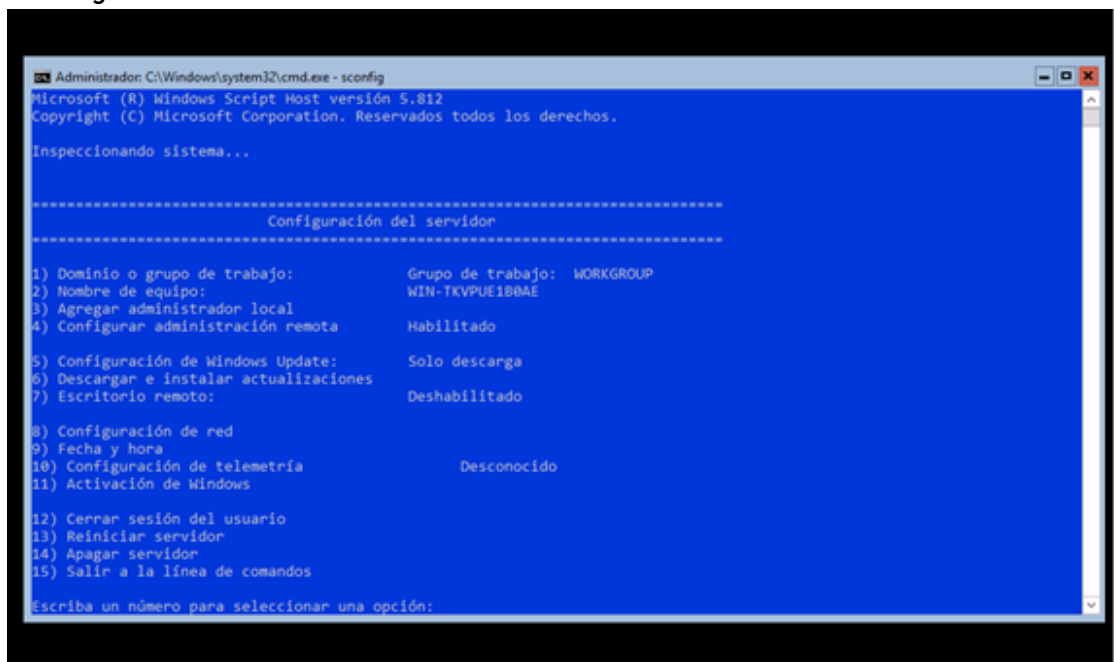 Administrador: C:\Windows\system32\cmd.exe - sconfig
Microsoft (R) Windows Script Host versión 5.812
Copyright (C) Microsoft Corporation. Reservados todos los derechos.
Inspeccionando sistema...
===============================================================================
Configuración del servidor
===============================================================================
1) Dominio o grupo de trabajo: Grupo de trabajo: WORKGROUP
2) Nombre de equipo: WIN-TKVPUE1B0AE
3) Agregar administrador local
4) Configurar administración remota Habilitado
5) Configuración de Windows Update: Solo descarga
6) Descargar e instalar actualizaciones
7) Escritorio remoto: Deshabilitado
8) Configuración de red
9) Fecha y hora
10) Configuración de telemetría Desconocido
11) Activación de Windows
12) Cerrar sesión del usuario
13) Reiniciar servidor
14) Apagar servidor
15) Salir a la línea de comandos
Escriba un número para seleccionar una opción: